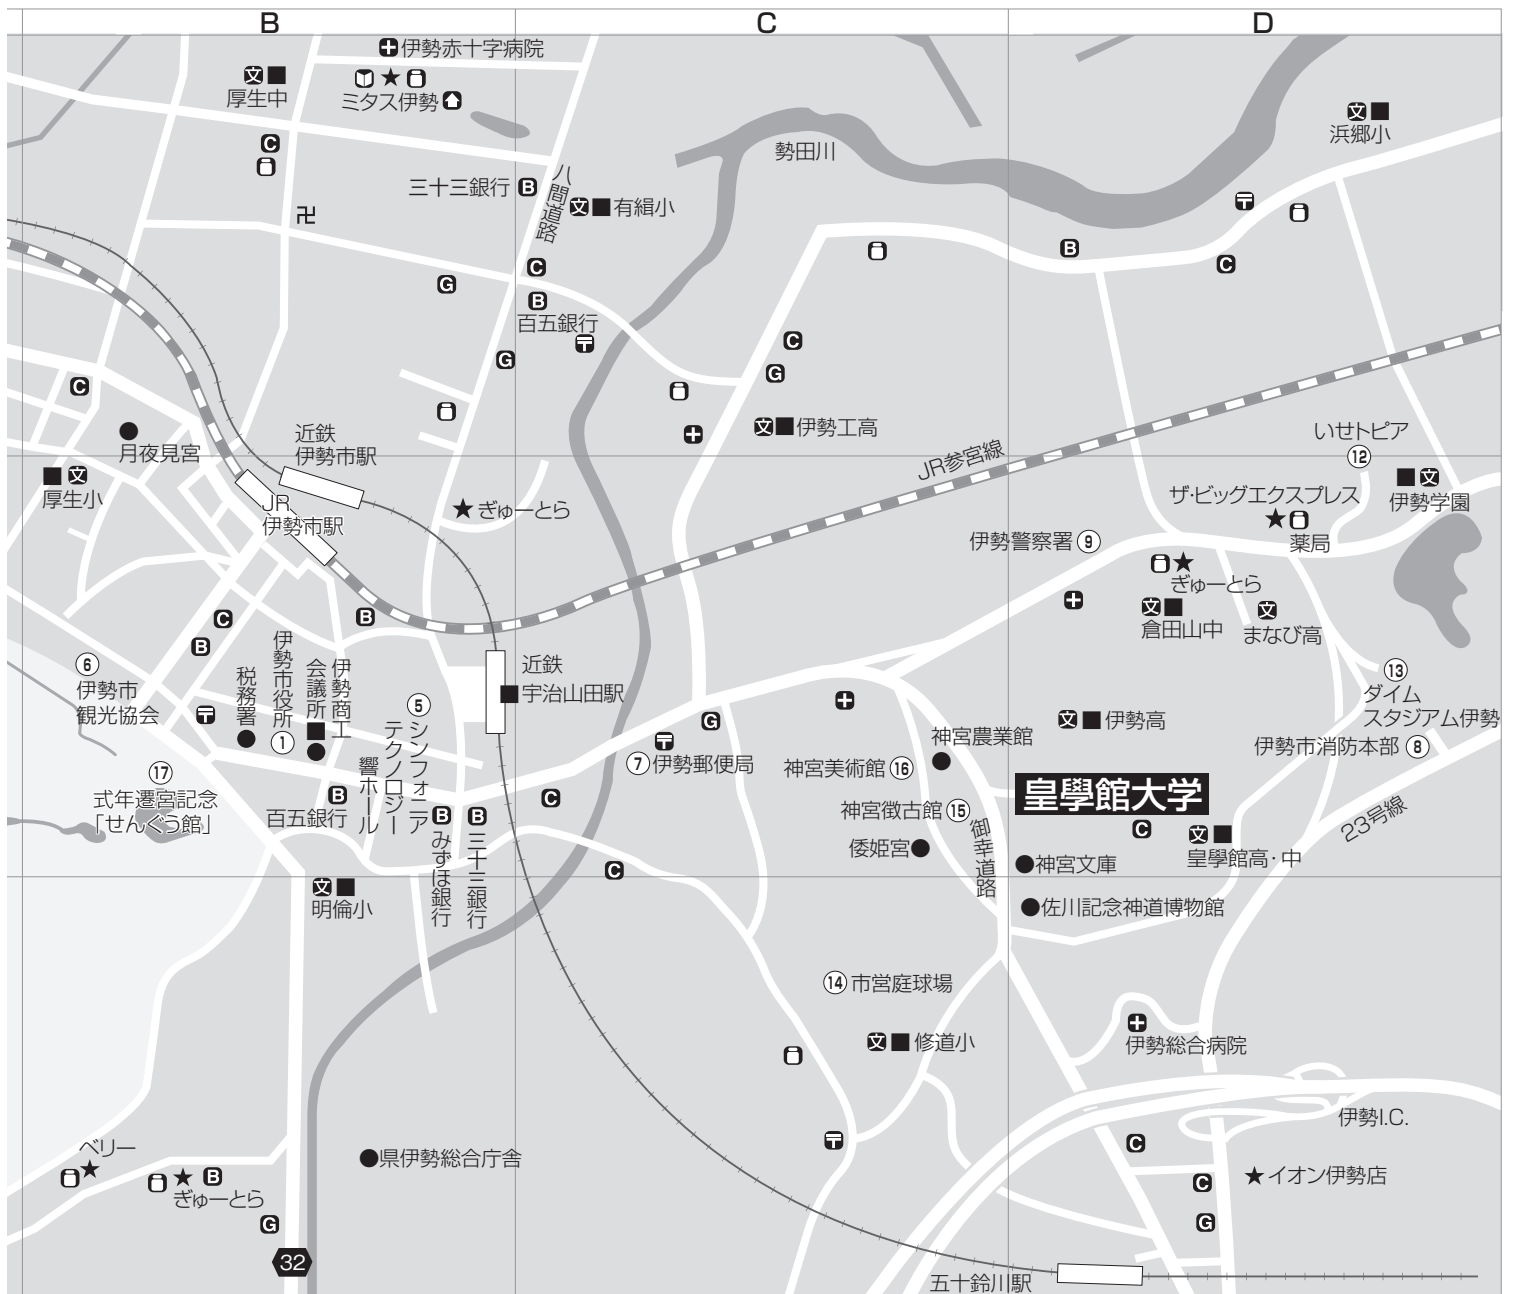 B
C
D
伊勢赤十字病院
文
厚生中
ミタス伊勢
C
三十三銀行
B
八間道路
文
有緝小
勢田川
文
浜郷小
〒
B
C
卍
G
C
B
百五銀行
〒
G
C
G
C
文
伊勢工高
月夜見宮
近鉄
伊勢市駅
文
厚生小
JR
伊勢市駅
ぎゅーとら
JR参宮線
いせトピア
⑫
文
伊勢学園
ザ・ビッグエクスプレス
薬局
伊勢警察署
⑨
ぎゅーとら
文
倉田山中
文
まなび高
C
B
B
⑥
伊勢市
観光協会
〒
税務署
伊勢市役所
①
伊勢商工
会議所
⑤
シンフォニア
テクノロジー
響ホール
近鉄
宇治山田駅
G
〒
⑦
伊勢郵便局
⑬
ダイム
スタジアム伊勢
文
伊勢高
伊勢市消防本部
⑧
神宮農業館
神宮美術館
⑯
神宮徴古館
⑮
倭姫宮
御幸道路
皇學館大学
C
文
皇學館高・中
23号線
神宮文庫
佐川記念神道博物館
⑰
式年遷宮記念
「せんぐう館」
百五銀行
B
B
みずほ銀行
B
三十三銀行
C
C
文
明倫小
⑭
市営庭球場
文
修道小
伊勢総合病院
伊勢I.C.
〒
C
C
G
イオン伊勢店
ベリー
B
ぎゅーとら
G
県伊勢総合庁舎
32
五十鈴川駅